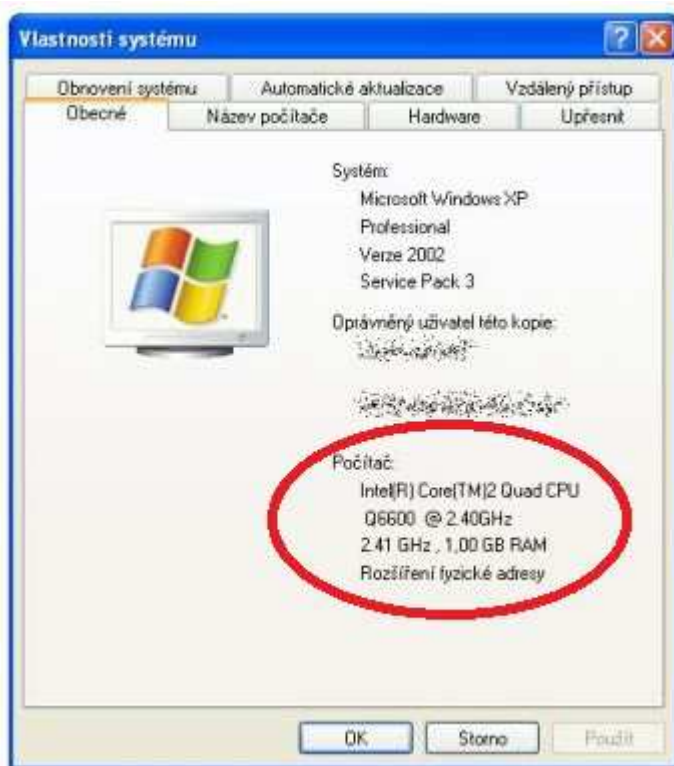 Vlastnosti systému
Obnovení systému
Automatické aktualizace
Vzdálený přístup
Obecné
Název počítače
Hardware
Upřesnit
Systém:
Microsoft Windows XP
Professional
Verze 2002
Service Pack 3
Oprávněný uživatel této kopie:
Počítač:
Intel(R) Core(TM)2 Quad CPU
Q6600 @ 2.40GHz
2.41 GHz , 1,00 GB RAM
Rozšíření fyzické adresy
OK
Storno
Použít